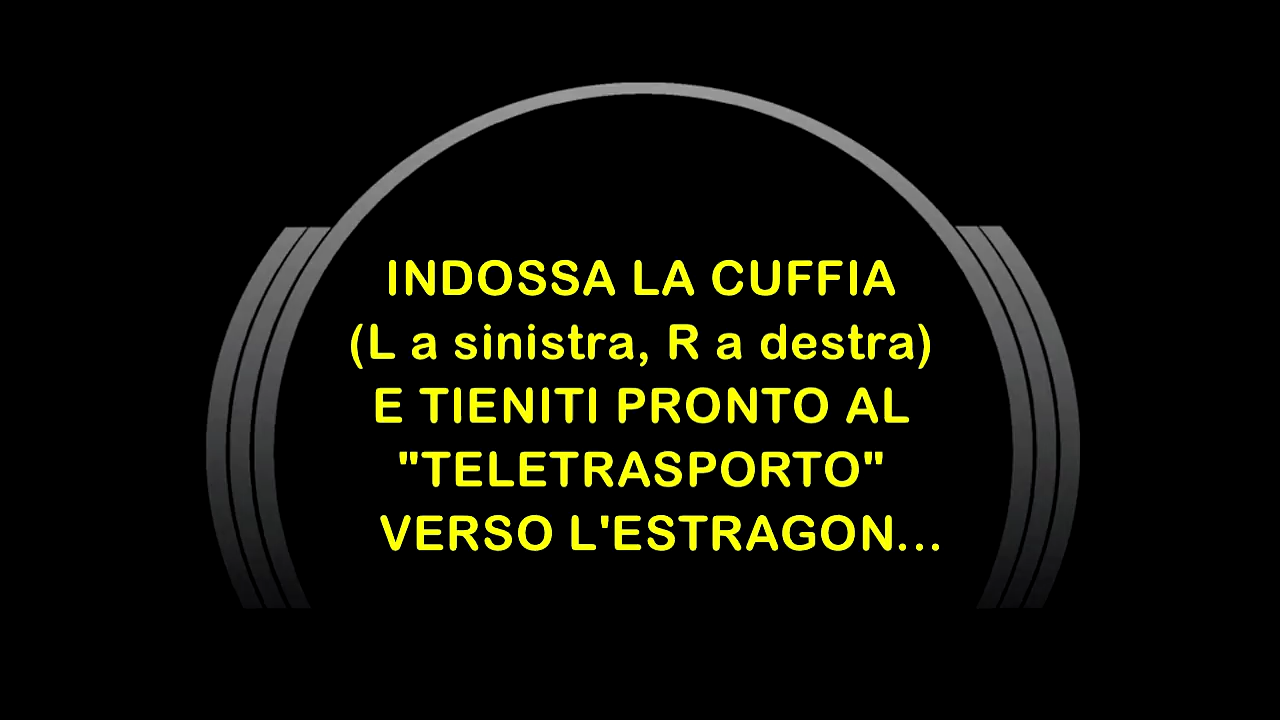 INDOSSA LA CUFFIA
(L a sinistra, R a destra)
E TIENITI PRONTO AL
"TELETRASPORTO"
VERSO L'ESTRAGON...